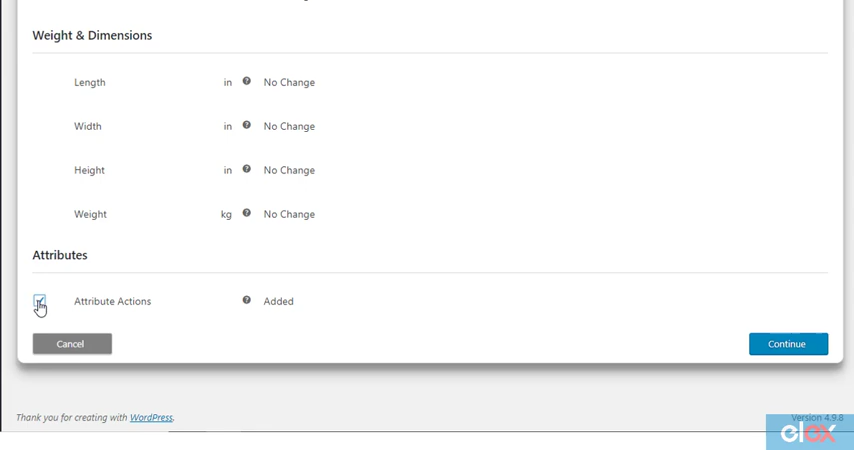 Weight & Dimensions
Length in No Change
Width in No Change
Height in No Change
Weight kg No Change
Attributes
Attribute Actions Added
Cancel Continue
Thank you for creating with WordPress.
Version 4.9.8
elex